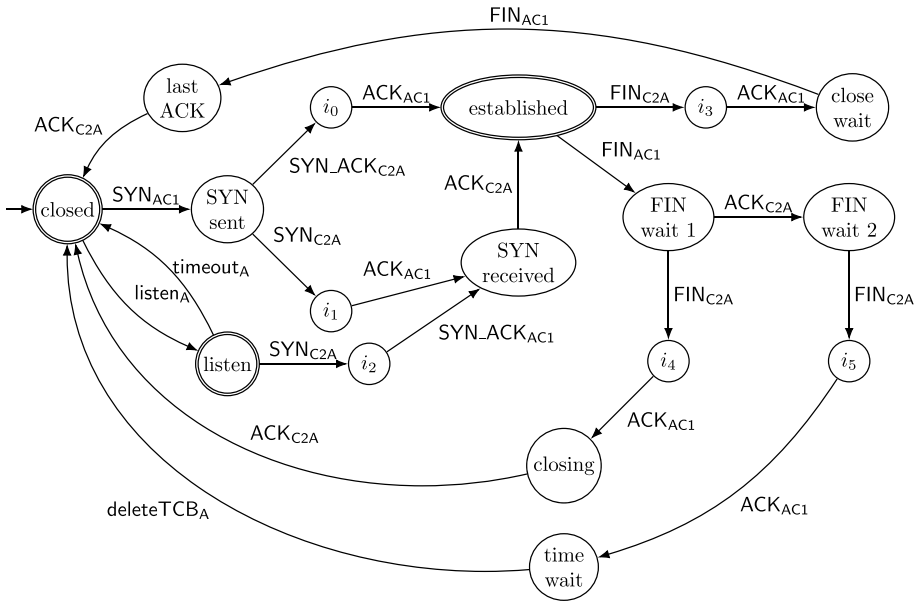 FIN_AC1
last
ACK
i_0
ACK_AC1
established
FIN_C2A
i_3
ACK_AC1
close
wait
ACK_C2A
SYN_ACK_C2A
FIN_AC1
closed
SYN_AC1
SYN
sent
ACK_C2A
FIN
wait 1
ACK_C2A
FIN
wait 2
SYN_C2A
SYN
received
timeout_A
listen_A
ACK_AC1
i_1
FIN_C2A
FIN_C2A
SYN_ACK_AC1
listen
SYN_C2A
i_2
i_4
i_5
ACK_C2A
ACK_AC1
closing
deleteTCB_A
ACK_AC1
time
wait